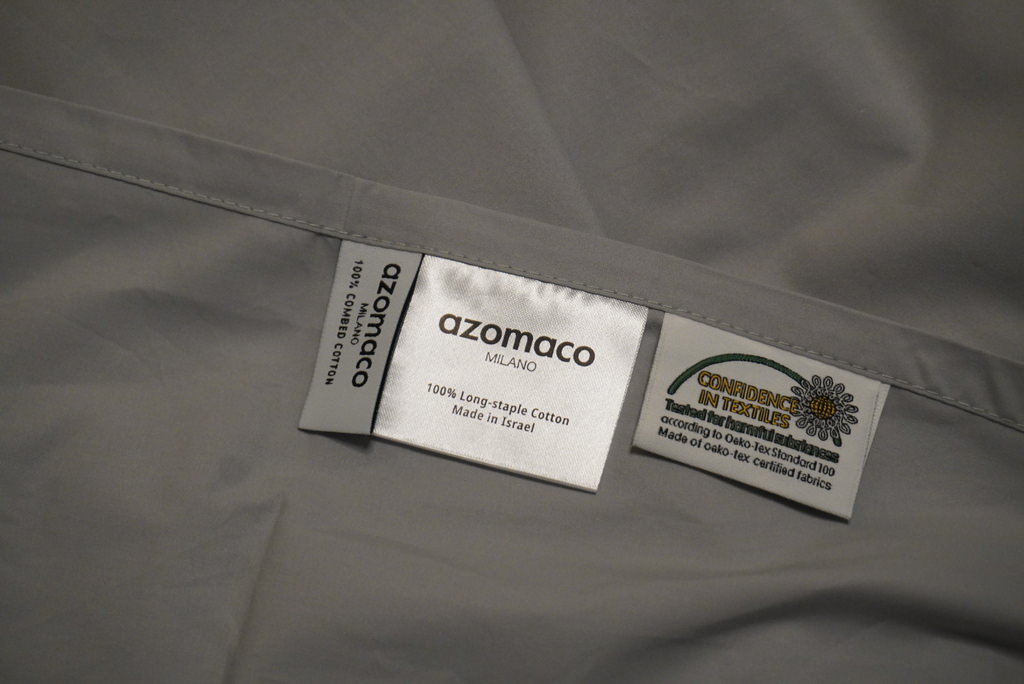 azomaco
MILANO
100% COMBED COTTON
azomaco
MILANO
100% Long-staple Cotton
Made in Israel
CONFIDENCE
IN TEXTILES
Tested for harmful substances
according to Oeko-Tex Standard 100
Made of oeko-tex certified fabrics